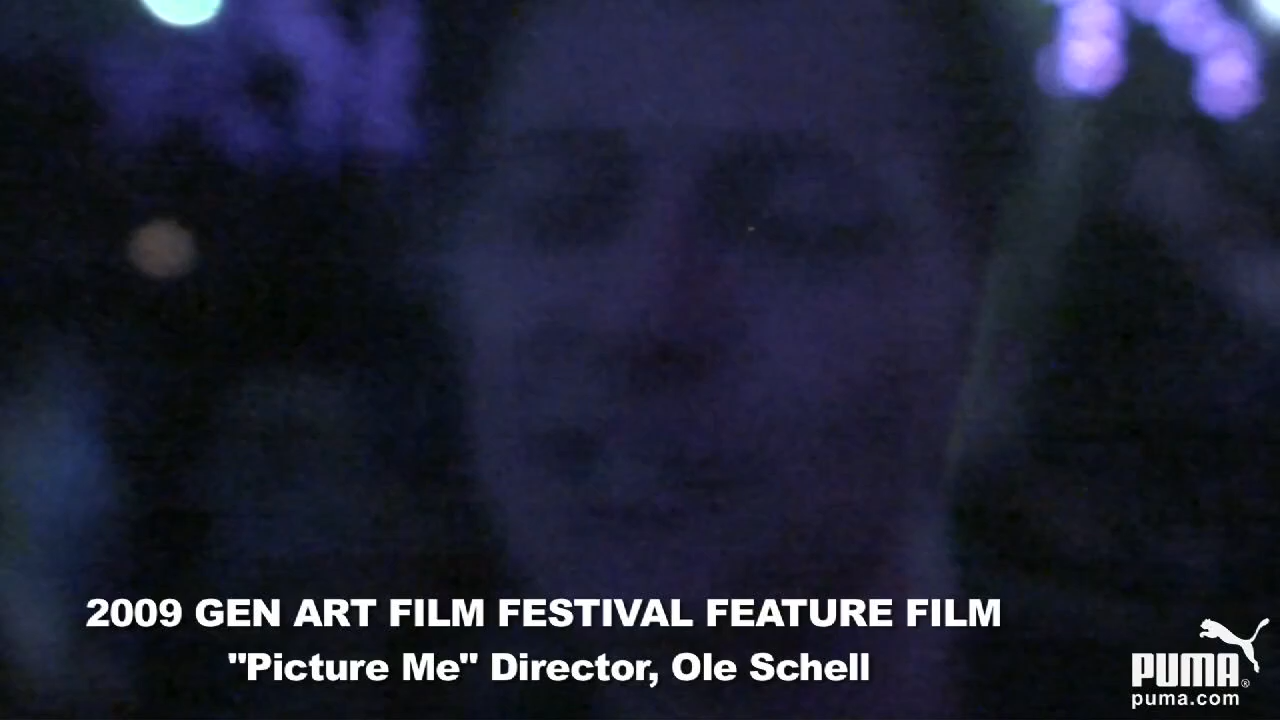 2009 GEN ART FILM FESTIVAL FEATURE FILM
"Picture Me" Director, Ole Schell
PUMA®
puma.com